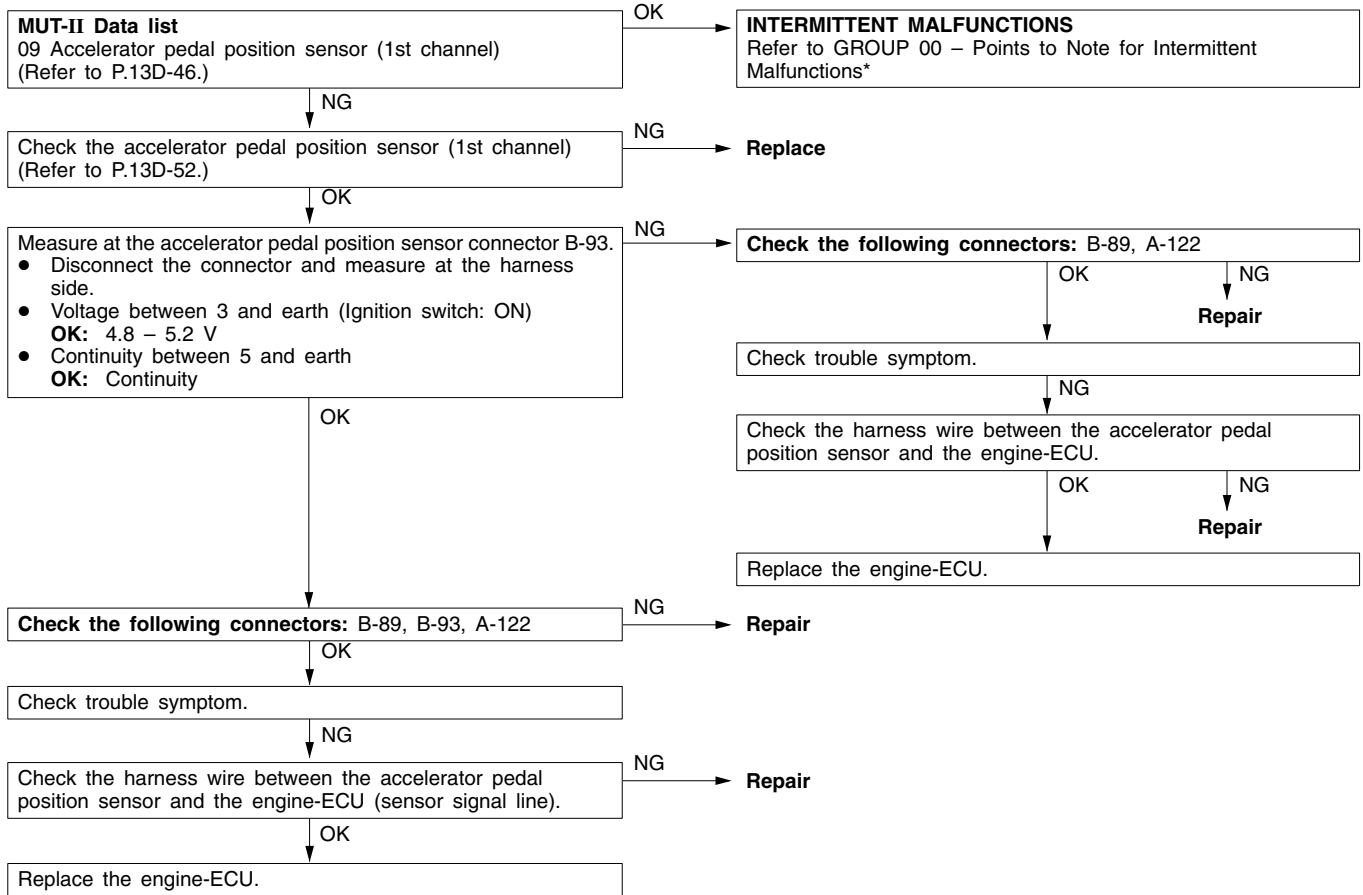 MUT-II Data list
09 Accelerator pedal position sensor (1st channel)
(Refer to P.13D-46.)
OK
INTERMITTENT MALFUNCTIONS
Refer to GROUP 00 – Points to Note for Intermittent
Malfunctions*
NG
Check the accelerator pedal position sensor (1st channel)
(Refer to P.13D-52.)
NG
Replace
OK
Measure at the accelerator pedal position sensor connector B-93.
● Disconnect the connector and measure at the harness
side.
● Voltage between 3 and earth (Ignition switch: ON)
OK: 4.8 – 5.2 V
● Continuity between 5 and earth
OK: Continuity
NG
Check the following connectors: B-89, A-122
OK
NG
Repair
Check trouble symptom.
NG
Check the harness wire between the accelerator pedal
position sensor and the engine-ECU.
OK
NG
Repair
Replace the engine-ECU.
OK
Check the following connectors: B-89, B-93, A-122
NG
Repair
OK
Check trouble symptom.
NG
Check the harness wire between the accelerator pedal
position sensor and the engine-ECU (sensor signal line).
NG
Repair
OK
Replace the engine-ECU.